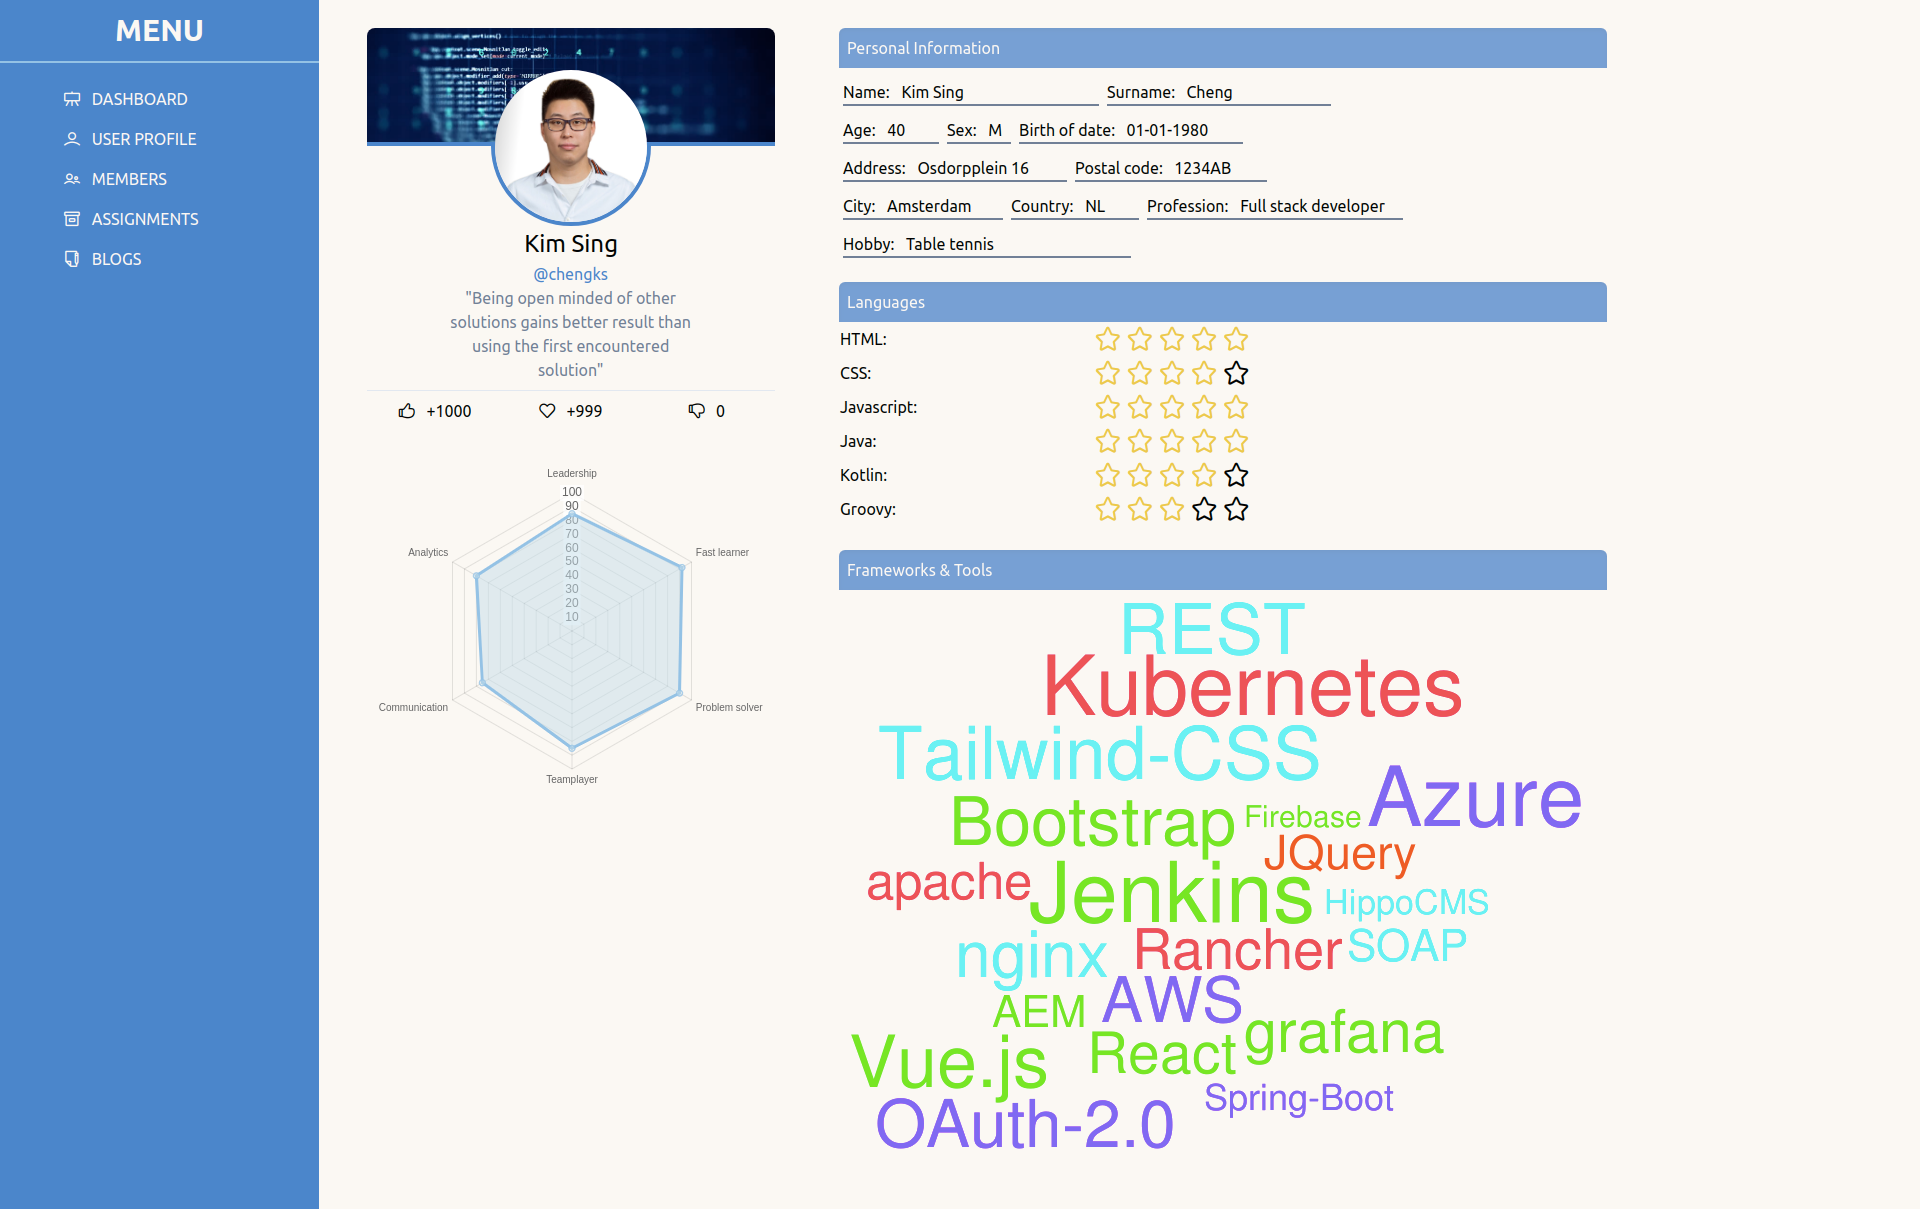 MENU
DASHBOARD
USER PROFILE
MEMBERS
ASSIGNMENTS
BLOGS
Kim Sing
@chengks
"Being open minded of other
solutions gains better result than
using the first encountered
solution"
+1000 +999 0
Leadership
100
90
80
70
60
50
40
30
20
10
Analytics Fast learner
Communication Problem solver
Teamplayer
Personal Information
Name: Kim Sing Surname: Cheng
Age: 40 Sex: M Birth of date: 01-01-1980
Address: Osdorpplein 16 Postal code: 1234AB
City: Amsterdam Country: NL Profession: Full stack developer
Hobby: Table tennis
Languages
HTML:
CSS:
Javascript:
Java:
Kotlin:
Groovy:
Frameworks & Tools
REST
Kubernetes
Tailwind-CSS
Azure
Bootstrap Firebase
JQuery
apache Jenkins HippoCMS
nginx Rancher SOAP
AEM AWS
grafana
Vue.js React
Spring-Boot
OAuth-2.0